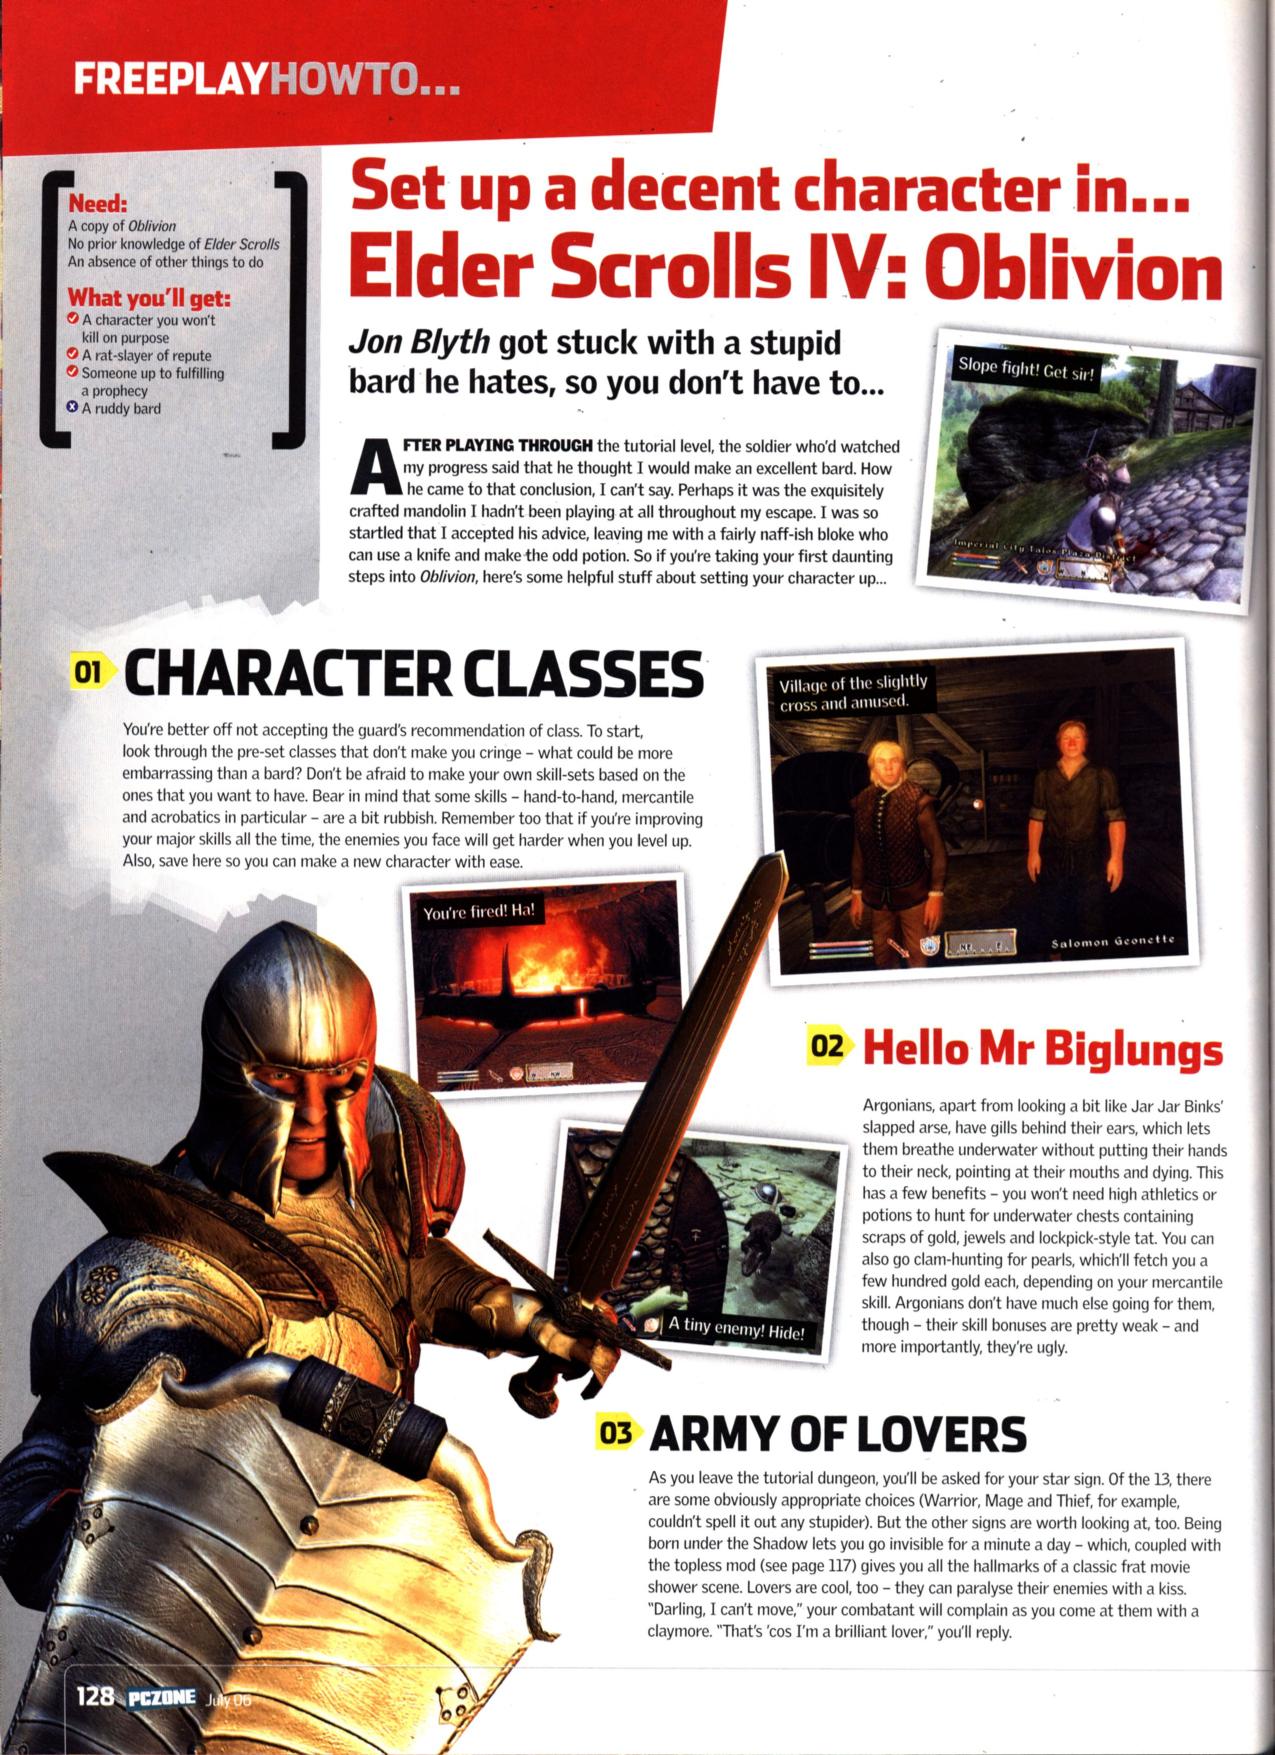 FREEPLAYHOWTO...
Need:
A copy of Oblivion
No prior knowledge of Elder Scrolls
An absence of other things to do
What you'll get:
A character you won't
kill on purpose
A rat-slayer of repute
Someone up to fulfilling
a prophecy
A ruddy bard
Set up a decent character in...
Elder Scrolls IV: Oblivion
Jon Blyth got stuck with a stupid
bard he hates, so you don't have to...
AFTER PLAYING THROUGH the tutorial level, the soldier who'd watched
my progress said that he thought I would make an excellent bard. How
he came to that conclusion, I can't say. Perhaps it was the exquisitely
crafted mandolin I hadn't been playing at all throughout my escape. I was so
startled that I accepted his advice, leaving me with a fairly naff-ish bloke who
can use a knife and make the odd potion. So if you're taking your first daunting
steps into Oblivion, here's some helpful stuff about setting your character up...
Slope fight! Get sir!
Imperial City Talos Plaza District
01 CHARACTER CLASSES
You're better off not accepting the guard's recommendation of class. To start,
look through the pre-set classes that don't make you cringe – what could be more
embarrassing than a bard? Don't be afraid to make your own skill-sets based on the
ones that you want to have. Bear in mind that some skills – hand-to-hand, mercantile
and acrobatics in particular – are a bit rubbish. Remember too that if you're improving
your major skills all the time, the enemies you face will get harder when you level up.
Also, save here so you can make a new character with ease.
Village of the slightly
cross and amused.
NE E
Salomon Geonette
You're fired! Ha!
A tiny enemy! Hide!
02 Hello Mr Biglungs
Argonians, apart from looking a bit like Jar Jar Binks'
slapped arse, have gills behind their ears, which lets
them breathe underwater without putting their hands
to their neck, pointing at their mouths and dying. This
has a few benefits – you won't need high athletics or
potions to hunt for underwater chests containing
scraps of gold, jewels and lockpick-style tat. You can
also go clam-hunting for pearls, which'll fetch you a
few hundred gold each, depending on your mercantile
skill. Argonians don't have much else going for them,
though – their skill bonuses are pretty weak – and
more importantly, they're ugly.
03 ARMY OF LOVERS
As you leave the tutorial dungeon, you'll be asked for your star sign. Of the 13, there
are some obviously appropriate choices (Warrior, Mage and Thief, for example,
couldn't spell it out any stupider). But the other signs are worth looking at, too. Being
born under the Shadow lets you go invisible for a minute a day – which, coupled with
the topless mod (see page 117) gives you all the hallmarks of a classic frat movie
shower scene. Lovers are cool, too – they can paralyse their enemies with a kiss.
"Darling, I can't move," your combatant will complain as you come at them with a
claymore. "That's 'cos I'm a brilliant lover," you'll reply.
128 PCZONE July 06